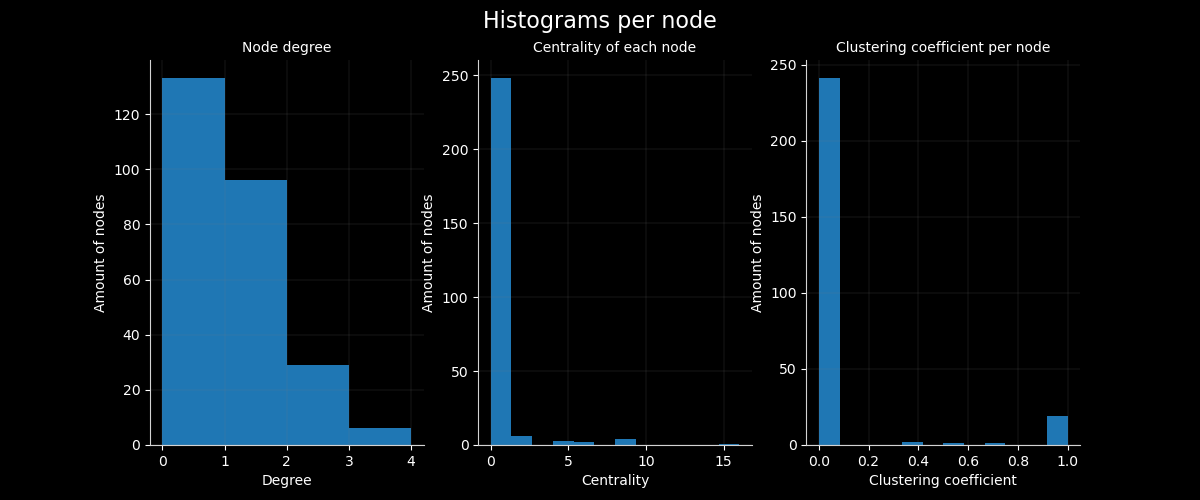 Histograms per node
Node degree
Amount of nodes
120
100
80
60
40
20
0
0 1 2 3 4
Degree
Centrality of each node
Amount of nodes
250
200
150
100
50
0
0 5 10 15
Centrality
Clustering coefficient per node
Amount of nodes
250
200
150
100
50
0
0.0 0.2 0.4 0.6 0.8 1.0
Clustering coefficient